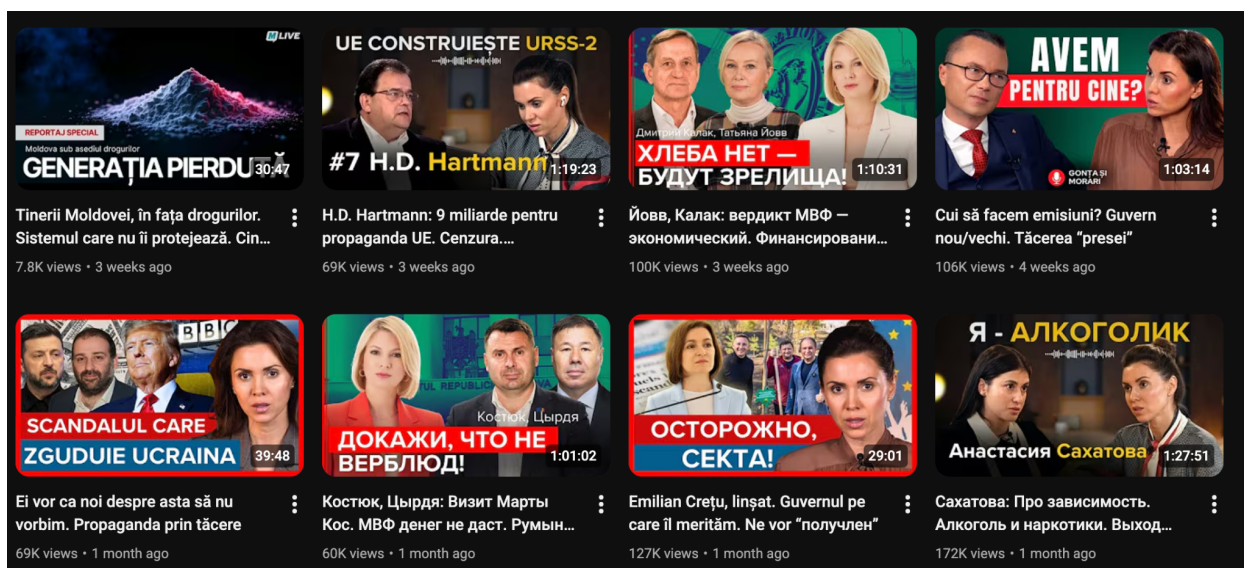 M LIVE
REPORTAJ SPECIAL
Moldova sub asediul drogurilor
GENERAȚIA PIERDUTĂ
30:47
UE CONSTRUIEȘTE URSS-2
#7 H.D. Hartmann
1:19:23
Дмитрий Калак, Татьяна Йовв
ХЛЕБА НЕТ —
БУДУТ ЗРЕЛИЩА!
1:10:31
AVEM
PENTRU CINE?
GONȚA ȘI
MORARI
1:03:14
Tinerii Moldovei, în fața drogurilor.
Sistemul care nu îi protejează. Cin...
7.8K views • 3 weeks ago
H.D. Hartmann: 9 miliarde pentru
propaganda UE. Cenzura....
69K views • 3 weeks ago
Йовв, Калак: вердикт МВФ —
экономический. Финансировани...
100K views • 3 weeks ago
Cui să facem emisiuni? Guvern
nou/vechi. Tăcerea “presei”
106K views • 4 weeks ago
BBC
SCANDALUL CARE
ZGUDUIE UCRAINA
39:48
Костюк, Цырдя
ДОКАЖИ, ЧТО НЕ
ВЕРБЛЮД!
1:01:02
ОСТОРОЖНО,
СЕКТА!
29:01
Я - АЛКОГОЛИК
Анастасия Сахатова
1:27:51
Ei vor ca noi despre asta să nu
vorbim. Propaganda prin tăcere
69K views • 1 month ago
Костюк, Цырдя: Визит Марты
Кос. МВФ денег не даст. Румын...
60K views • 1 month ago
Emilian Crețu, linșat. Guvernul pe
care îl merităm. Ne vor “получлен”
127K views • 1 month ago
Сахатова: Про зависимость.
Алкоголь и наркотики. Выход...
172K views • 1 month ago